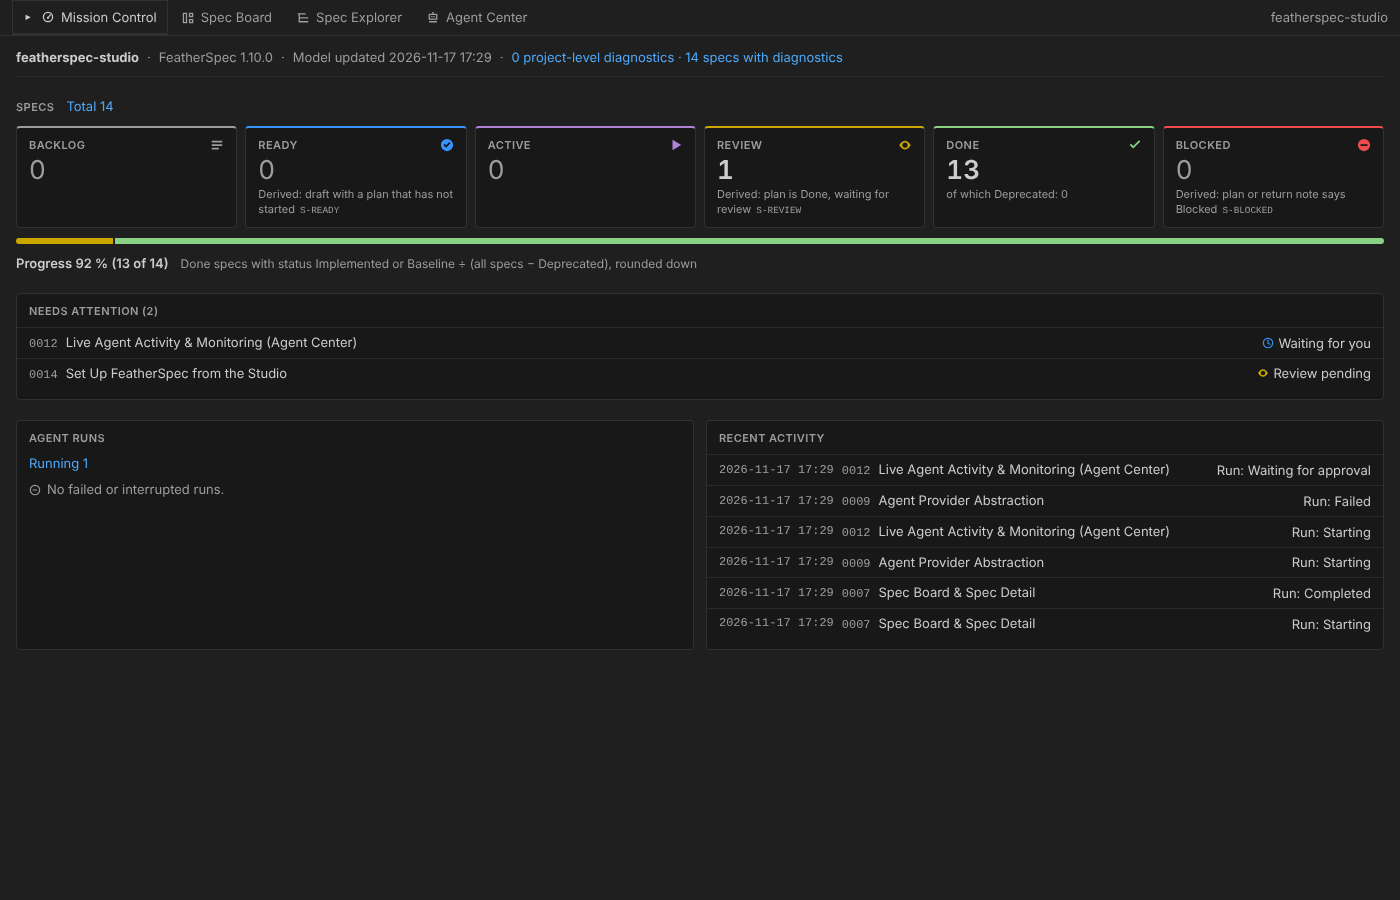 Mission Control Spec Board Spec Explorer Agent Center featherspec-studio
featherspec-studio · FeatherSpec 1.10.0 · Model updated 2026-11-17 17:29 · 0 project-level diagnostics · 14 specs with diagnostics
SPECS Total 14
BACKLOG
0
READY
0
Derived: draft with a plan that has not
started S-READY
ACTIVE
0
REVIEW
1
Derived: plan is Done, waiting for
review S-REVIEW
DONE
13
of which Deprecated: 0
BLOCKED
0
Derived: plan or return note says
Blocked S-BLOCKED
Progress 92 % (13 of 14) Done specs with status Implemented or Baseline ÷ (all specs − Deprecated), rounded down
NEEDS ATTENTION (2)
0012 Live Agent Activity & Monitoring (Agent Center) Waiting for you
0014 Set Up FeatherSpec from the Studio Review pending
AGENT RUNS
Running 1
No failed or interrupted runs.
RECENT ACTIVITY
2026-11-17 17:29 0012 Live Agent Activity & Monitoring (Agent Center) Run: Waiting for approval
2026-11-17 17:29 0009 Agent Provider Abstraction Run: Failed
2026-11-17 17:29 0012 Live Agent Activity & Monitoring (Agent Center) Run: Starting
2026-11-17 17:29 0009 Agent Provider Abstraction Run: Starting
2026-11-17 17:29 0007 Spec Board & Spec Detail Run: Completed
2026-11-17 17:29 0007 Spec Board & Spec Detail Run: Starting